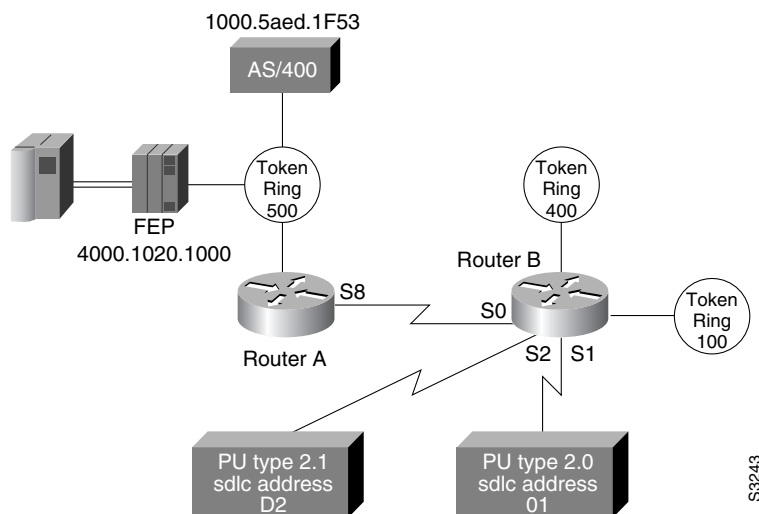 1000.5aed.1F53
AS/400
Token
Ring
500
FEP
4000.1020.1000
Token
Ring
400
Router B
S8
S0
Token
Ring
100
Router A
S2
S1
PU type 2.1
sdlc address
D2
PU type 2.0
sdlc address
01
S3243